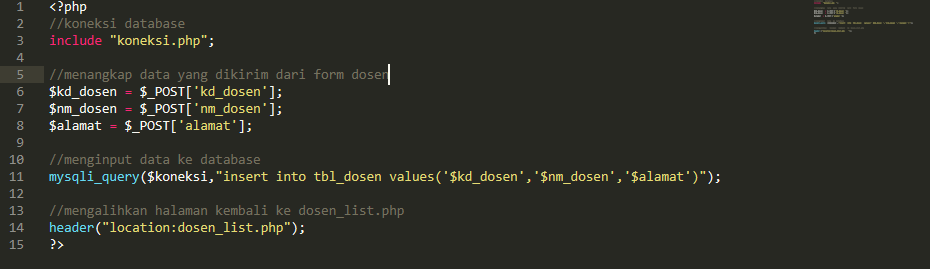 1 <?php
2 //koneksi database
3 include "koneksi.php";
4
5 //menangkap data yang dikirim dari form dosen
6 $kd_dosen = $_POST['kd_dosen'];
7 $nm_dosen = $_POST['nm_dosen'];
8 $alamat = $_POST['alamat'];
9
10 //menginput data ke database
11 mysqli_query($koneksi,"insert into tbl_dosen values('$kd_dosen','$nm_dosen','$alamat')");
12
13 //mengalihkan halaman kembali ke dosen_list.php
14 header("location:dosen_list.php");
15 ?>